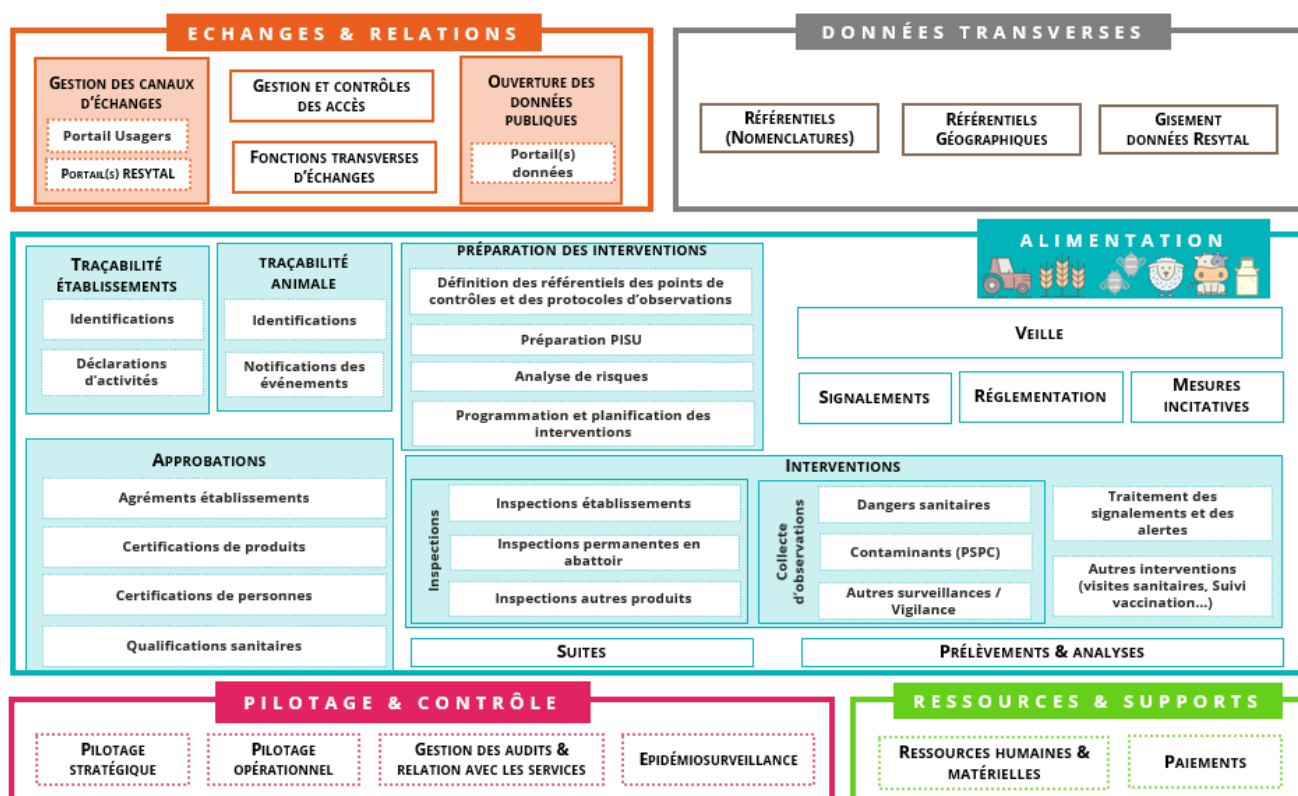 ECHANGES & RELATIONS
GESTION DES CANAUX
D'ÉCHANGES
Portail Usagers
PORTAIL(S) RESYTAL
GESTION ET CONTRÔLES
DES ACCÈS
FONCTIONS TRANSVERSES
D'ÉCHANGES
OUVERTURE DES
DONNÉES
PUBLIQUES
Portail(s)
données
DONNÉES TRANSVERSES
RÉFÉRENTIELS
(NOMENCLATURES)
RÉFÉRENTIELS
GÉOGRAPHIQUES
GISEMENT
DONNÉES RESYTAL
ALIMENTATION
TRAÇABILITÉ
ÉTABLISSEMENTS
Identifications
Déclarations
d'activités
TRAÇABILITÉ
ANIMALE
Identifications
Notifications des
événements
PRÉPARATION DES INTERVENTIONS
Définition des référentiels des points de
contrôles et des protocoles d'observations
Préparation PISU
Analyse de risques
Programmation et planification des
interventions
VEILLE
SIGNALEMENTS
RÉGLEMENTATION
MESURES
INCITATIVES
APPROBATIONS
Agréments établissements
Certifications de produits
Certifications de personnes
Qualifications sanitaires
INTERVENTIONS
Inspections
Inspections établissements
Inspections permanentes en
abattoir
Inspections autres produits
Collecte
d'observations
Dangers sanitaires
Contaminants (PSPC)
Autres surveillances /
Vigilance
Traitement des
signalements et des
alertes
Autres interventions
(visites sanitaires, Suivi
vaccination...)
SUITES
PRÉLÈVEMENTS & ANALYSES
PILOTAGE & CONTRÔLE
PILOTAGE
STRATÉGIQUE
PILOTAGE
OPÉRATIONNEL
GESTION DES AUDITS &
RELATION AVEC LES SERVICES
EPIDÉMIOSURVEILLANCE
RESSOURCES & SUPPORTS
RESSOURCES HUMAINES &
MATÉRIELLES
PAIEMENTS